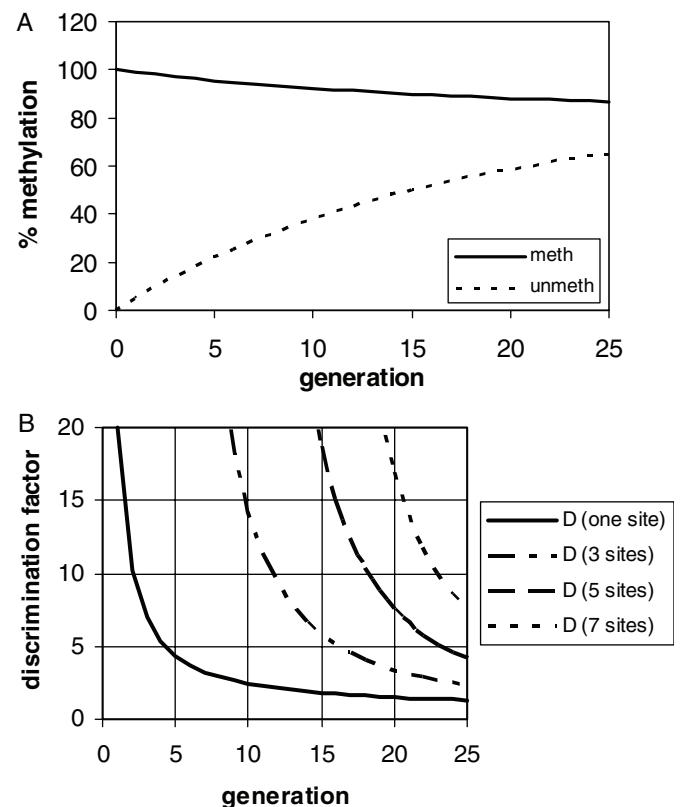 A
120
100
80
60
40
20
0
% methylation
meth
unmeth
0 5 10 15 20 25
generation
B
20
15
10
5
0
discrimination factor
D (one site)
D (3 sites)
D (5 sites)
D (7 sites)
0 5 10 15 20 25
generation